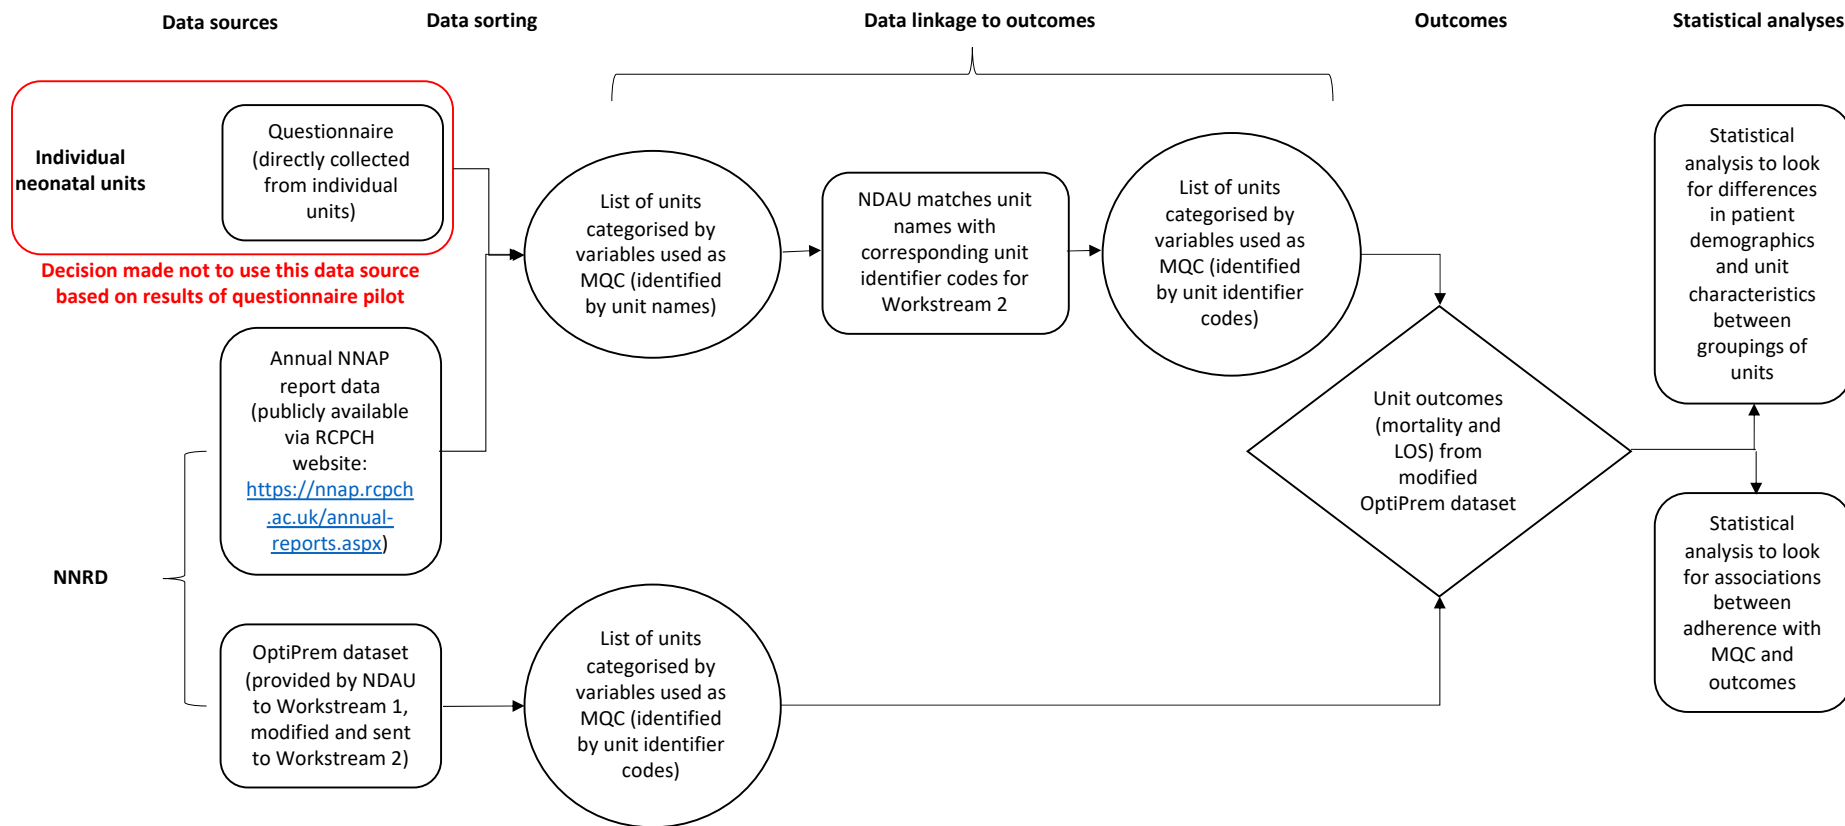 Data sources
Data sorting
Data linkage to outcomes
Outcomes
Statistical analyses
Individual
neonatal units
Questionnaire
(directly collected
from individual
units)
Decision made not to use this data source
based on results of questionnaire pilot
Annual NNAP
report data
(publicly available
via RCPCH
website:
https://nnap.rcpch
.ac.uk/annual-
reports.aspx)
NNRD
OptiPrem dataset
(provided by NDAU
to Workstream 1,
modified and sent
to Workstream 2)
List of units
categorised by
variables used as
MQC (identified
by unit names)
NDAU matches unit
names with
corresponding unit
identifier codes for
Workstream 2
List of units
categorised by
variables used as
MQC (identified
by unit identifier
codes)
List of units
categorised by
variables used as
MQC (identified
by unit identifier
codes)
Unit outcomes
(mortality and
LOS) from
modified
OptiPrem dataset
Statistical
analysis to look
for differences
in patient
demographics
and unit
characteristics
between
groupings of
units
Statistical
analysis to look
for associations
between
adherence with
MQC and
outcomes